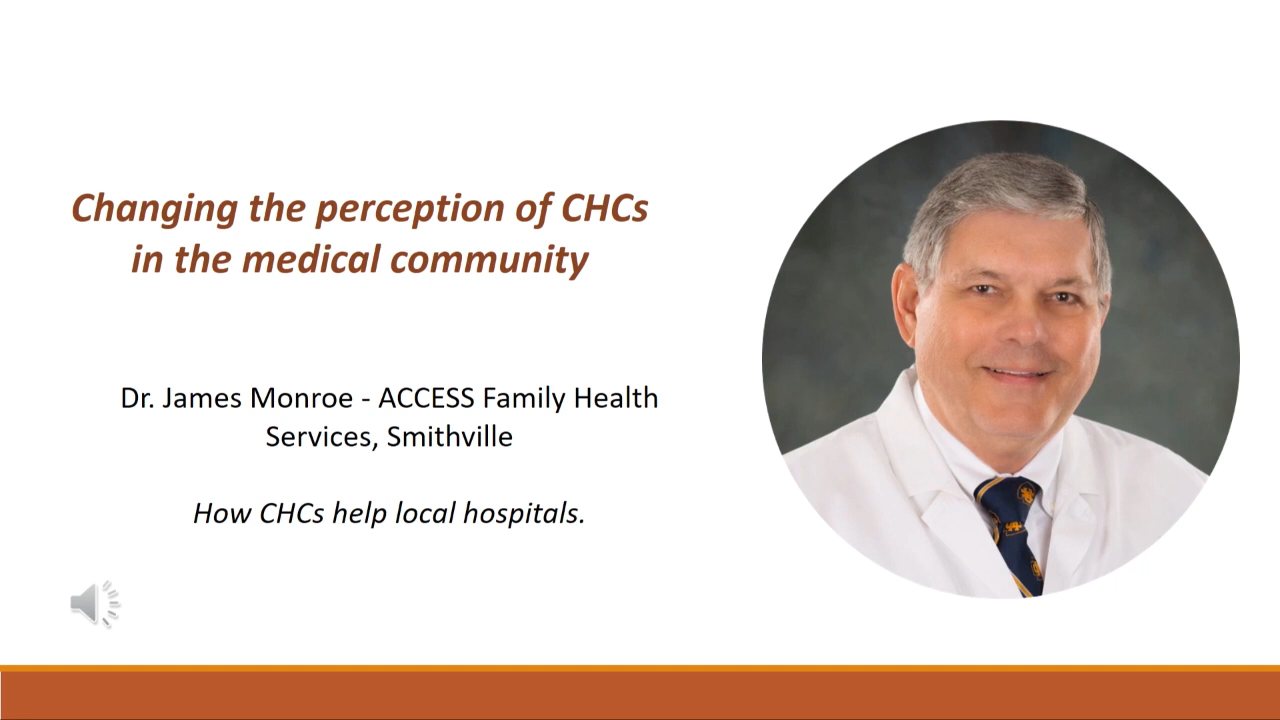 Changing the perception of CHCs
in the medical community
Dr. James Monroe - ACCESS Family Health
Services, Smithville
How CHCs help local hospitals.